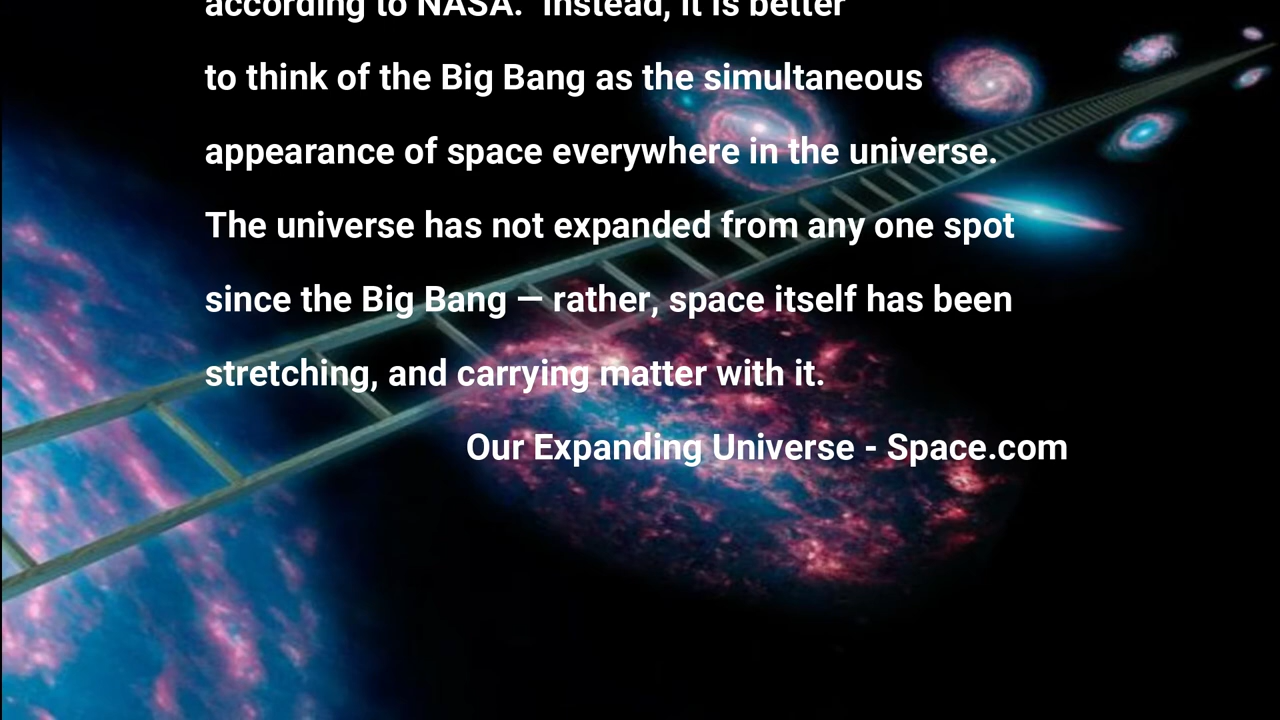 according to NASA. Instead, it is better
to think of the Big Bang as the simultaneous
appearance of space everywhere in the universe.
The universe has not expanded from any one spot
since the Big Bang — rather, space itself has been
stretching, and carrying matter with it.
Our Expanding Universe - Space.com